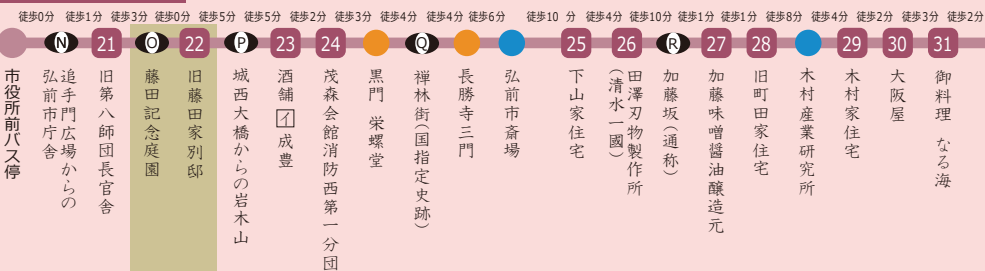 徒歩0分 徒歩1分 徒歩3分 徒歩0分 徒歩5分 徒歩5分 徒歩2分 徒歩3分 徒歩4分 徒歩4分 徒歩6分 徒歩10分 徒歩4分 徒歩10分 徒歩1分 徒歩1分 徒歩8分 徒歩4分 徒歩2分 徒歩3分 徒歩2分
N 21 O 22 P 23 24 Q 25 26 R 27 28 29 30 31
市役所前バス停
追手門広場からの
弘前市庁舎
旧第八師団長官舎
藤田記念庭園
旧藤田家別邸
城西大橋からの岩木山
酒舗イ成豊
茂森会館消防西第一分団
黒門 栄螺堂
禅林街(国指定史跡)
長勝寺三門
弘前市斎場
下山家住宅
田澤刃物製作所
(清水一國)
加藤坂(通称)
加藤味噌醤油醸造元
旧町田家住宅
木村産業研究所
木村家住宅
大阪屋
御料理 なる海